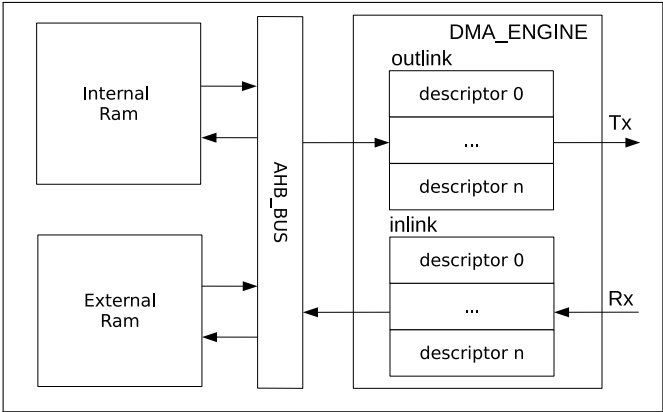 DMA_ENGINE
outlink
Internal
Ram
descriptor 0
...
descriptor n
Tx
AHB_BUS
inlink
External
Ram
descriptor 0
...
descriptor n
Rx